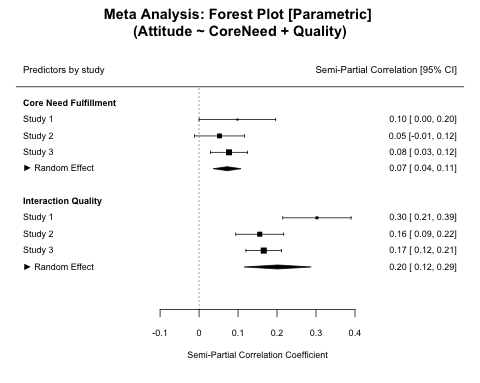 Meta Analysis: Forest Plot [Parametric]
(Attitude ~ CoreNeed + Quality)
Predictors by study Semi-Partial Correlation [95% CI]
Core Need Fulfillment
Study 1 0.10 [ 0.00, 0.20]
Study 2 0.05 [-0.01, 0.12]
Study 3 0.08 [ 0.03, 0.12]
► Random Effect 0.07 [ 0.04, 0.11]
Interaction Quality
Study 1 0.30 [ 0.21, 0.39]
Study 2 0.16 [ 0.09, 0.22]
Study 3 0.17 [ 0.12, 0.21]
► Random Effect 0.20 [ 0.12, 0.29]
-0.1 0 0.1 0.2 0.3 0.4
Semi-Partial Correlation Coefficient